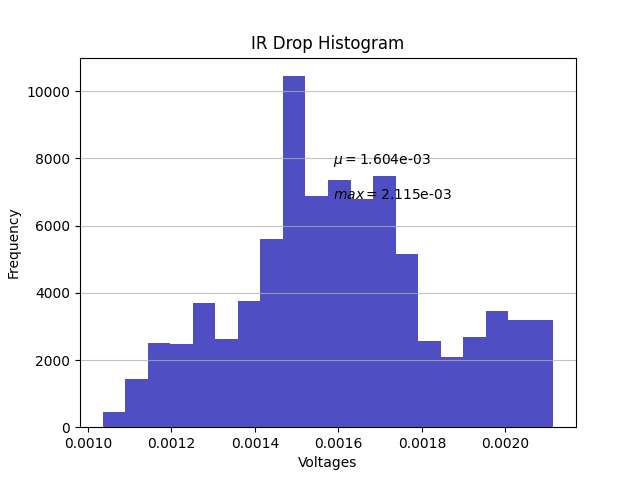 IR Drop Histogram
10000
8000
6000
4000
2000
0
Frequency
μ = 1.604e-03
max = 2.115e-03
0.0010 0.0012 0.0014 0.0016 0.0018 0.0020
Voltages